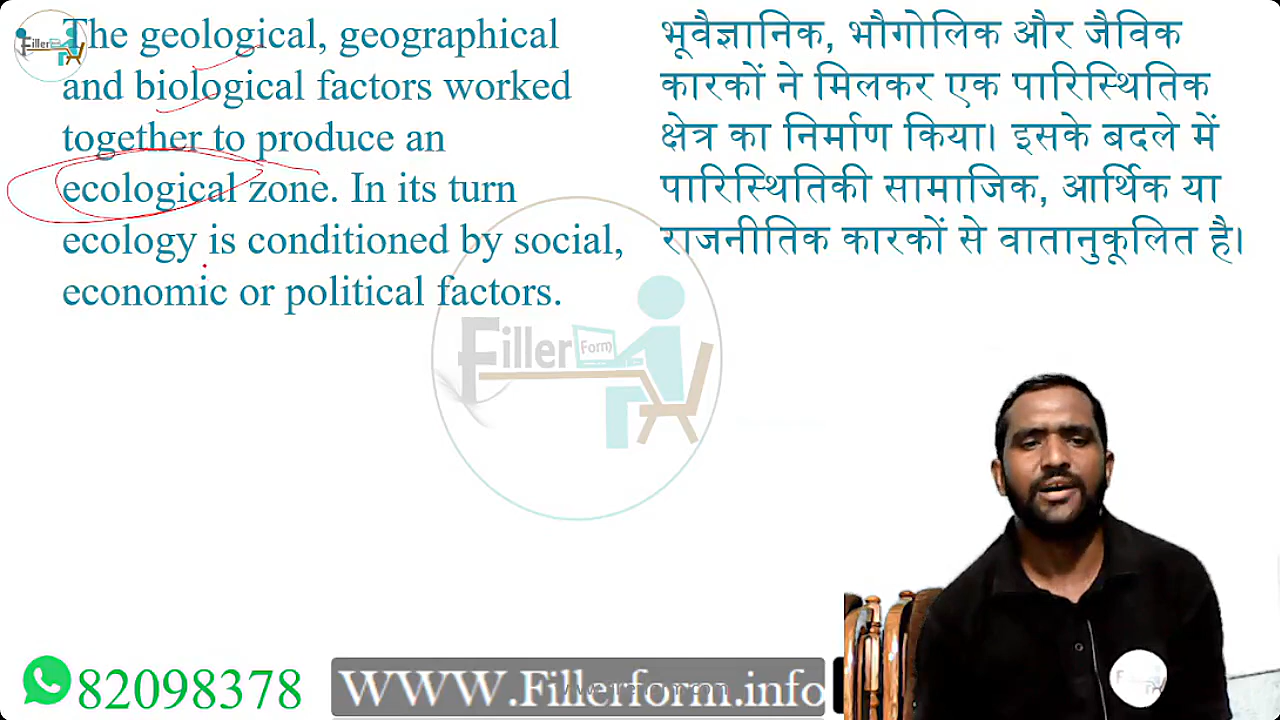 The geological, geographical
and biological factors worked
together to produce an
ecological zone. In its turn
ecology is conditioned by social,
economic or political factors.
भूवैज्ञानिक, भौगोलिक और जैविक
कारकों ने मिलकर एक पारिस्थितिक
क्षेत्र का निर्माण किया। इसके बदले में
पारिस्थितिकी सामाजिक, आर्थिक या
राजनीतिक कारकों से वातानुकूलित है।
Filler Form
82098378
WWW.Fillerform.info